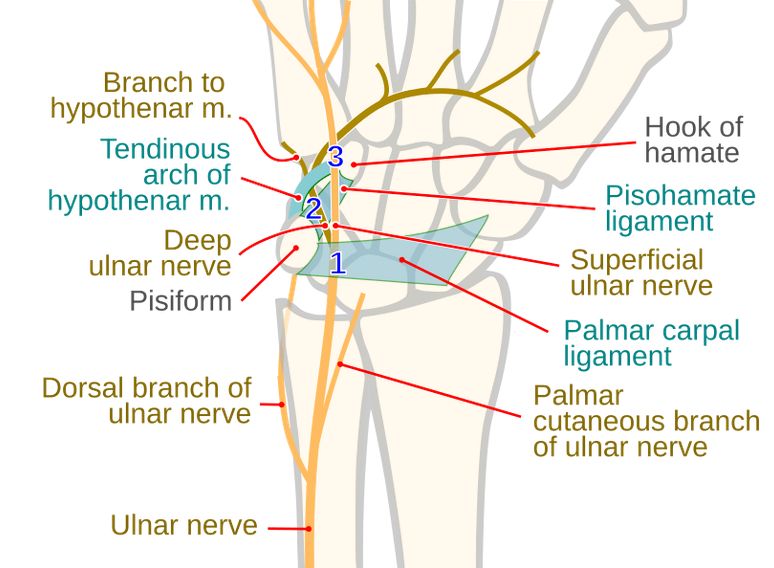 Branch to
hypothenar m.
Tendinous
arch of
hypothenar m.
Deep
ulnar nerve
Pisiform
Dorsal branch of
ulnar nerve
Ulnar nerve
3
2
1
Hook of
hamate
Pisohamate
ligament
Superficial
ulnar nerve
Palmar carpal
ligament
Palmar
cutaneous branch
of ulnar nerve